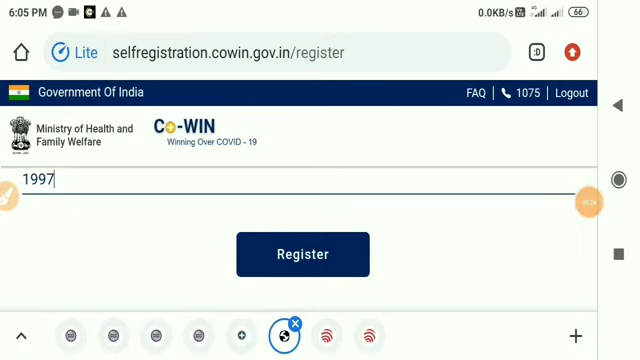 6:05 PM
0.0KB/s 4G 66
Lite selfregistration.cowin.gov.in/register :D
Government Of India
FAQ | 1075 | Logout
Ministry of Health and
Family Welfare
Co-WIN
Winning Over COVID - 19
1997
Register